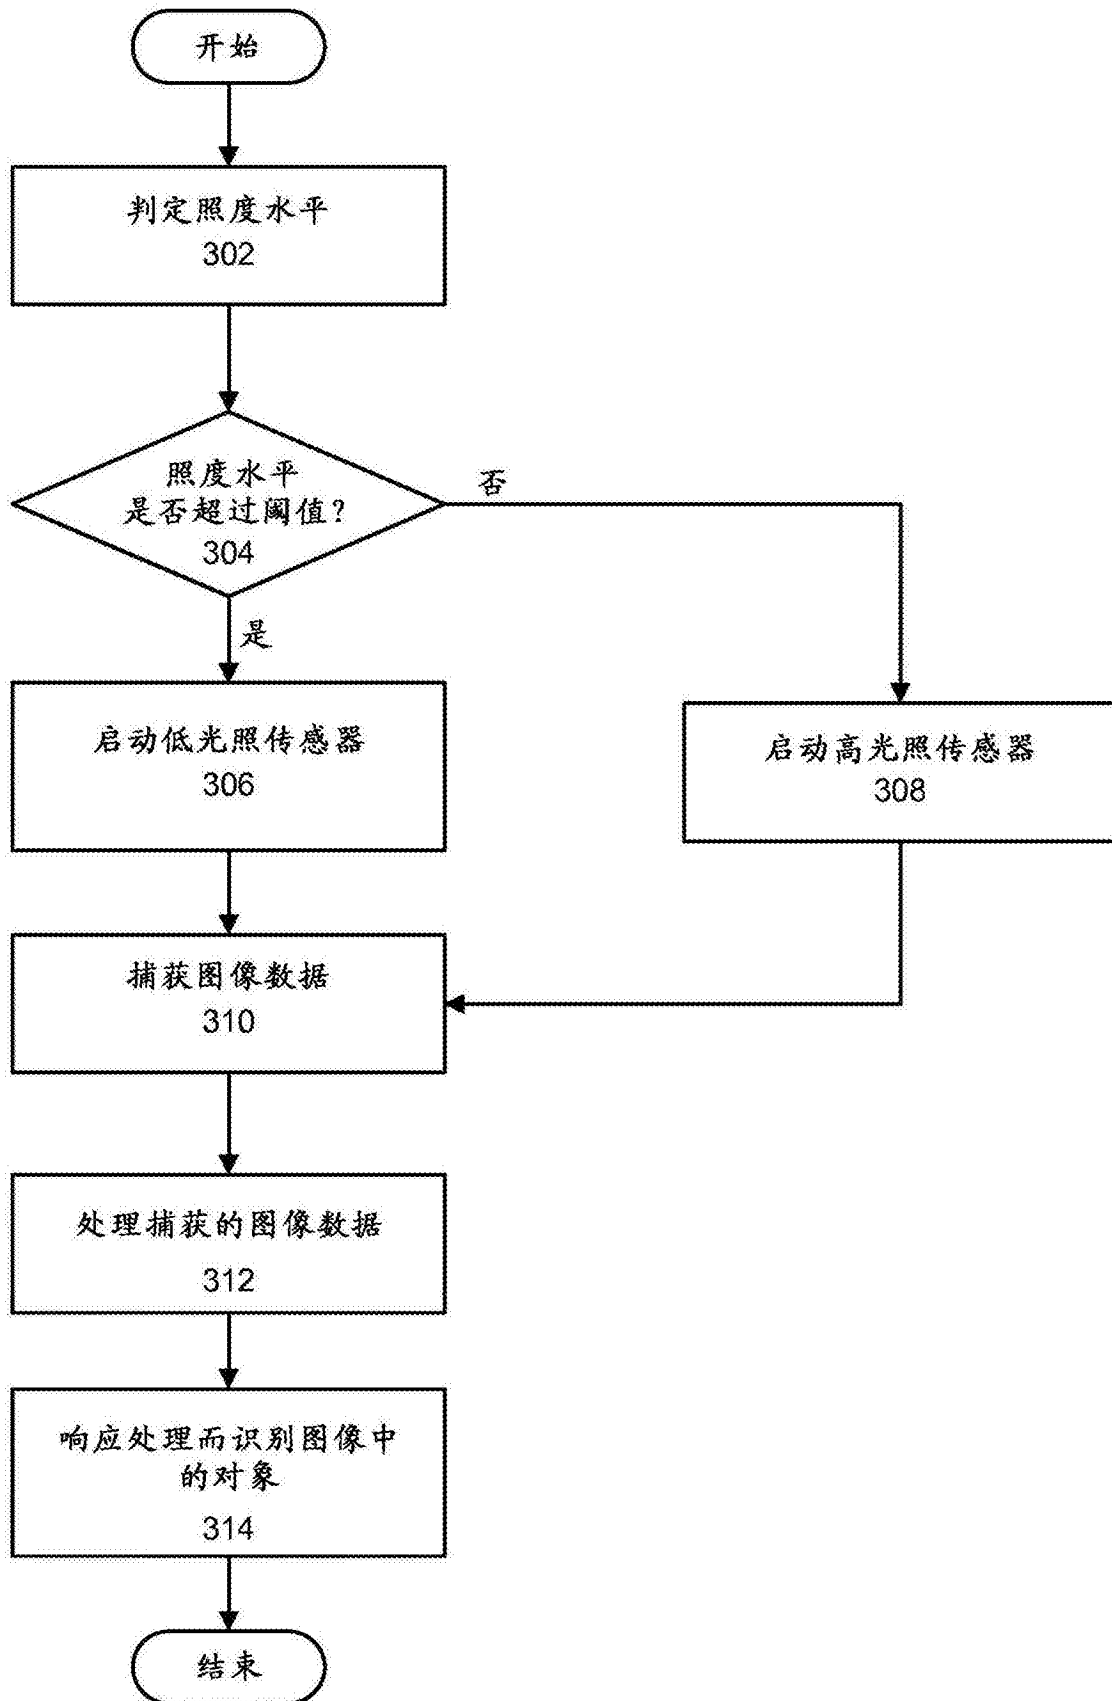 开始
判定照度水平
302
照度水平
是否超过阈值？
304
否
是
启动低光照传感器
306
启动高光照传感器
308
捕获图像数据
310
处理捕获的图像数据
312
响应处理而识别图像中
的对象
314
结束